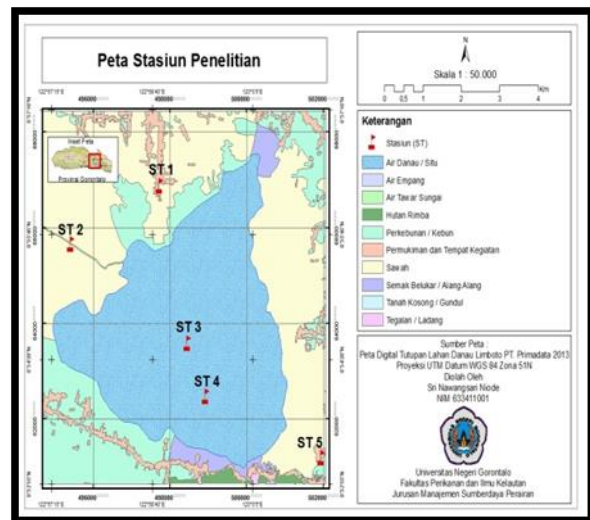 Peta Stasiun Penelitian
N
Skala 1 : 50.000
Km
0 0,5 1 2 3 4
496000 498000 500000 502000
Inset Peta
Provinsi Gorontalo
ST 1
ST 2
ST 3
ST 4
ST 5
496000 498000 500000 502000
Keterangan
Stasiun (ST)
Air Danau / Situ
Air Empang
Air Tawar Sungai
Hutan Rimba
Perkebunan / Kebun
Permukiman dan Tempat Kegiatan
Sawah
Semak Belukar / Alang Alang
Tanah Kosong / Gundul
Tegalan / Ladang
Sumber Peta :
Peta Digital Tutupan Lahan Danau Limboto PT. Primadata 2013
Proyeksi UTM Datum WGS 84 Zona 51N
Diolah Oleh
Sri Nawangsari Niode
NIM 633411001
Universitas Negeri Gorontalo
Fakultas Perikanan dan Ilmu Kelautan
Jurusan Manajemen Sumberdaya Perairan